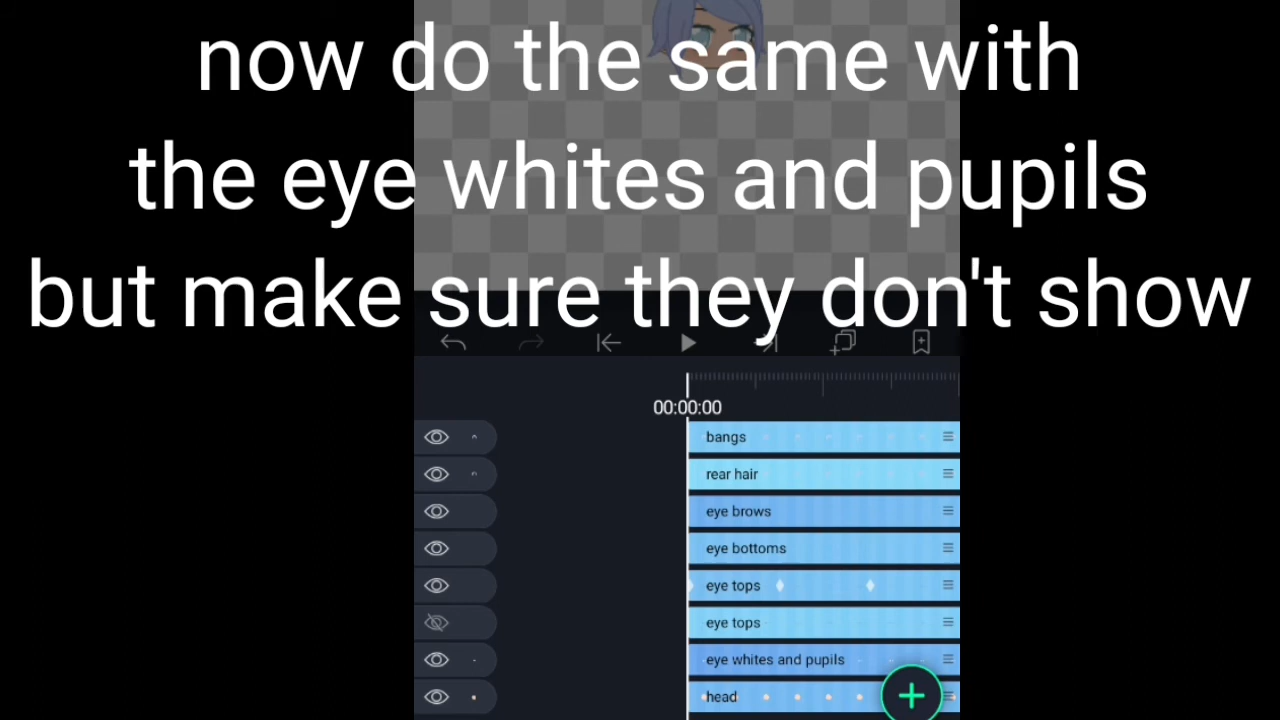 now do the same with
the eye whites and pupils
but make sure they don't show
00:00:00
bangs
rear hair
eye brows
eye bottoms
eye tops
eye tops
eye whites and pupils
head